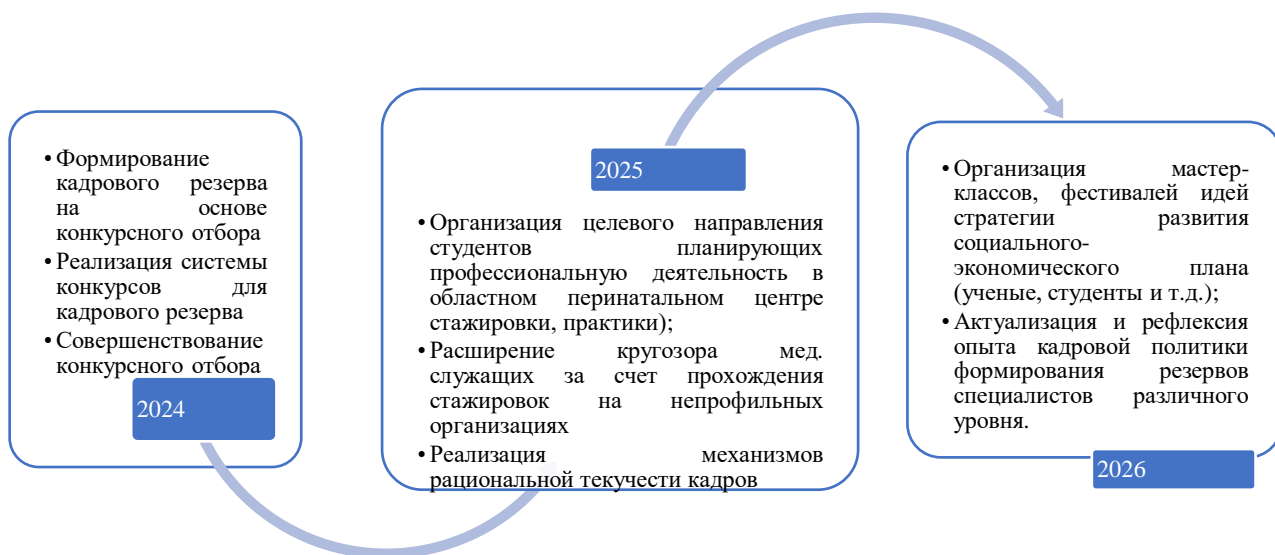 • Формирование
кадрового резерва
на основе
конкурсного отбора
• Реализация системы
конкурсов для
кадрового резерва
• Совершенствование
конкурсного отбора
2024
2025
• Организация целевого направления
студентов планирующих
профессиональную деятельность в
областном перинатальном центре
стажировки, практики);
• Расширение кругозора мед.
служащих за счет прохождения
стажировок на непрофильных
организациях
• Реализация механизмов
рациональной текучести кадров
• Организация мастер-
классов, фестивалей идей
стратегии развития
социального-
экономического плана
(ученые, студенты и т.д.);
• Актуализация и рефлексия
опыта кадровой политики
формирования резервов
специалистов различного
уровня.
2026